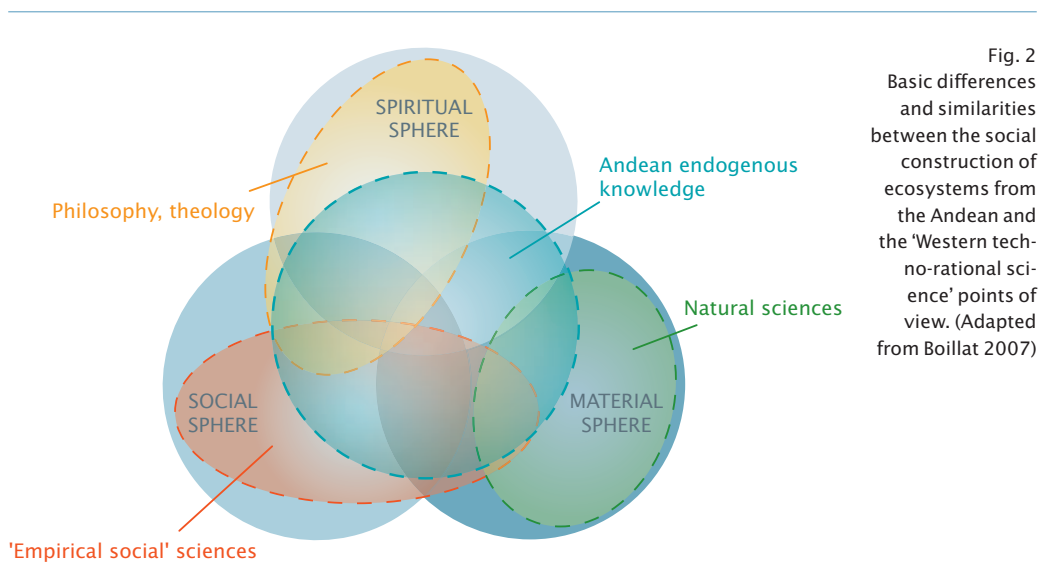 SPIRITUAL
SPHERE
Andean endogenous
knowledge
Philosophy, theology
Natural sciences
SOCIAL
SPHERE
MATERIAL
SPHERE
'Empirical social' sciences
Fig. 2
Basic differences
and similarities
between the social
construction of
ecosystems from
the Andean and
the ‘Western tech-
no-rational sci-
ence’ points of
view. (Adapted
from Boillat 2007)